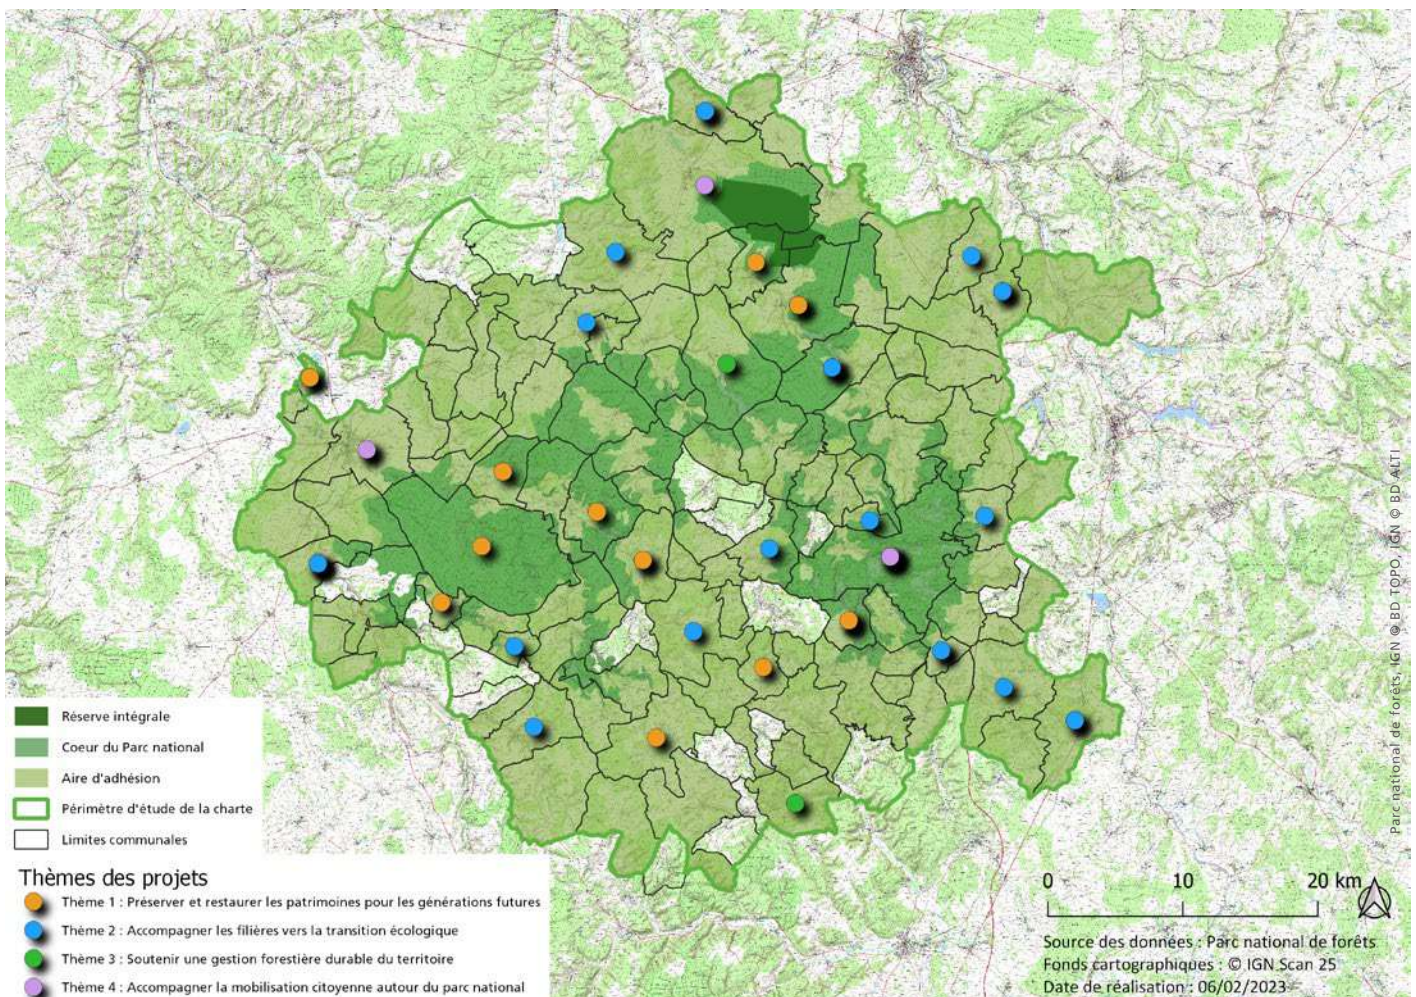 Réserve intégrale
Coeur du Parc national
Aire d'adhésion
Périmètre d'étude de la charte
Limites communales
Thèmes des projets
Thème 1 : Préserver et restaurer les patrimoines pour les générations futures
Thème 2 : Accompagner les filières vers la transition écologique
Thème 3 : Soutenir une gestion forestière durable du territoire
Thème 4 : Accompagner la mobilisation citoyenne autour du parc national
0 10 20 km
Source des données : Parc national de forêts
Fonds cartographiques : © IGN Scan 25
Date de réalisation : 06/02/2023
Parc national de forêts, IGN © BD TOPO, IGN © BD ALTI